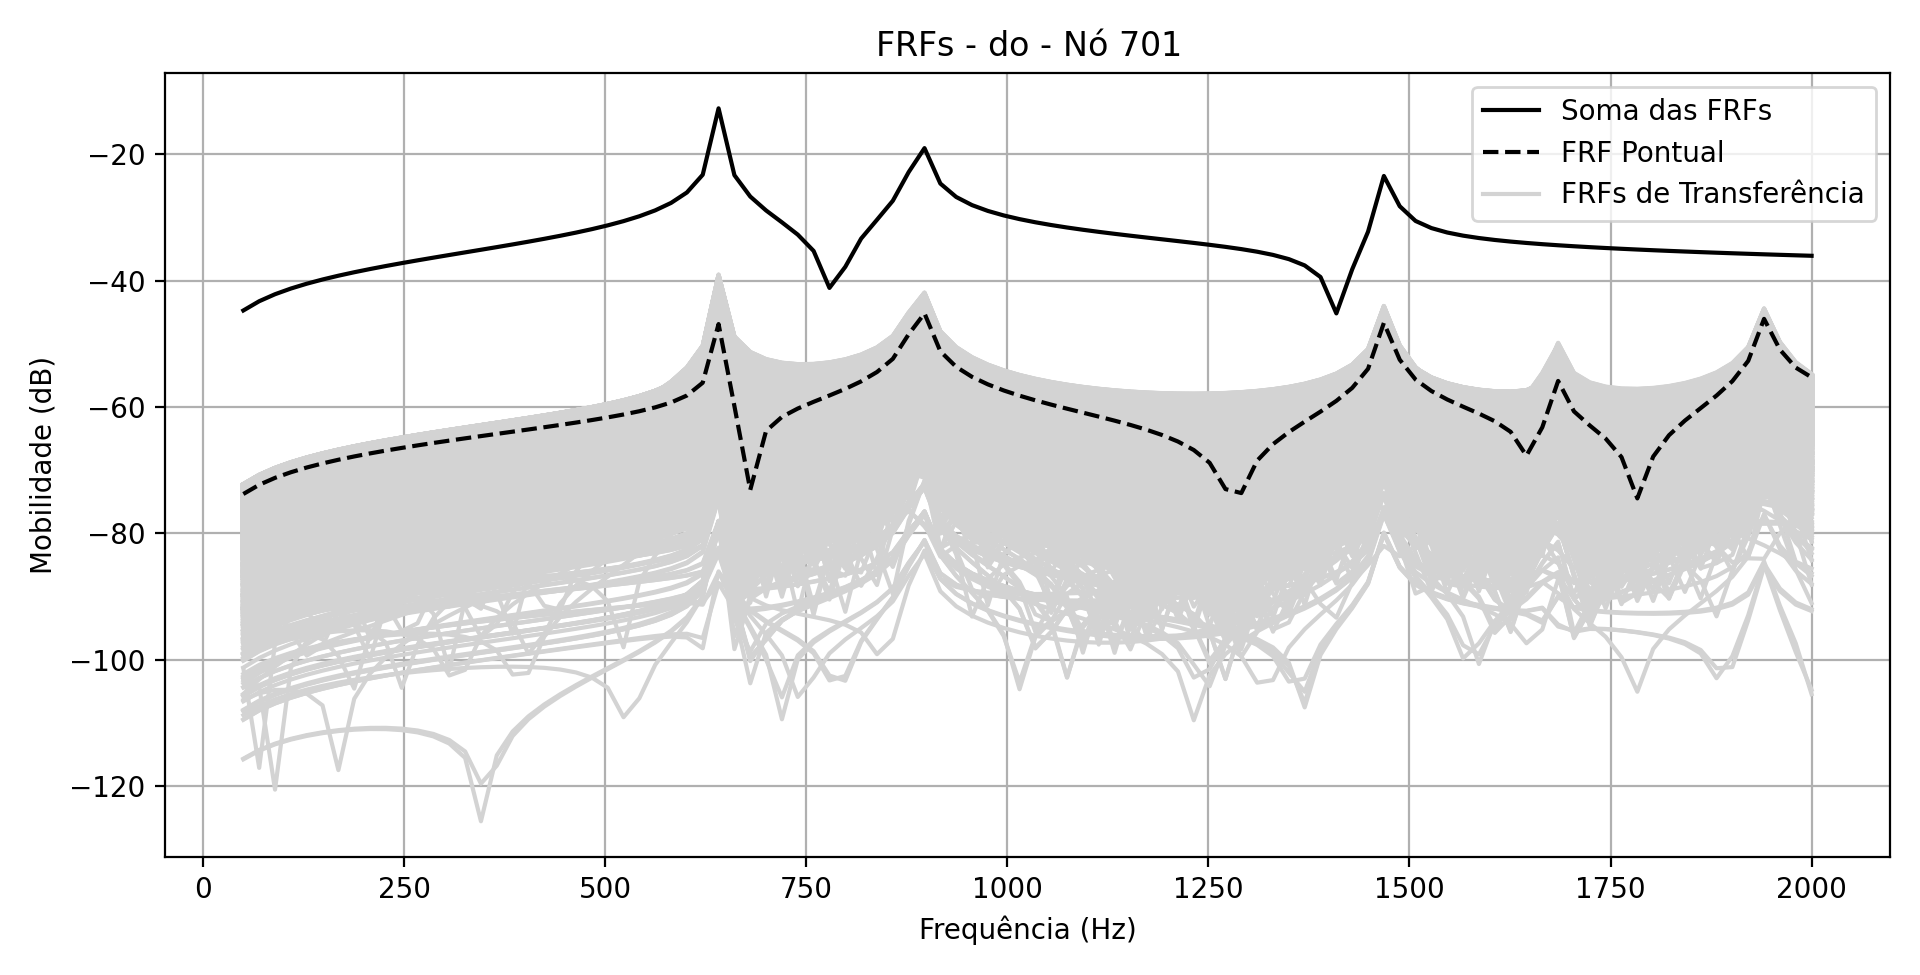 FRFs - do - Nó 701
Soma das FRFs
FRF Pontual
FRFs de Transferência
Mobilidade (dB)
−20
−40
−60
−80
−100
−120
0 250 500 750 1000 1250 1500 1750 2000
Frequência (Hz)